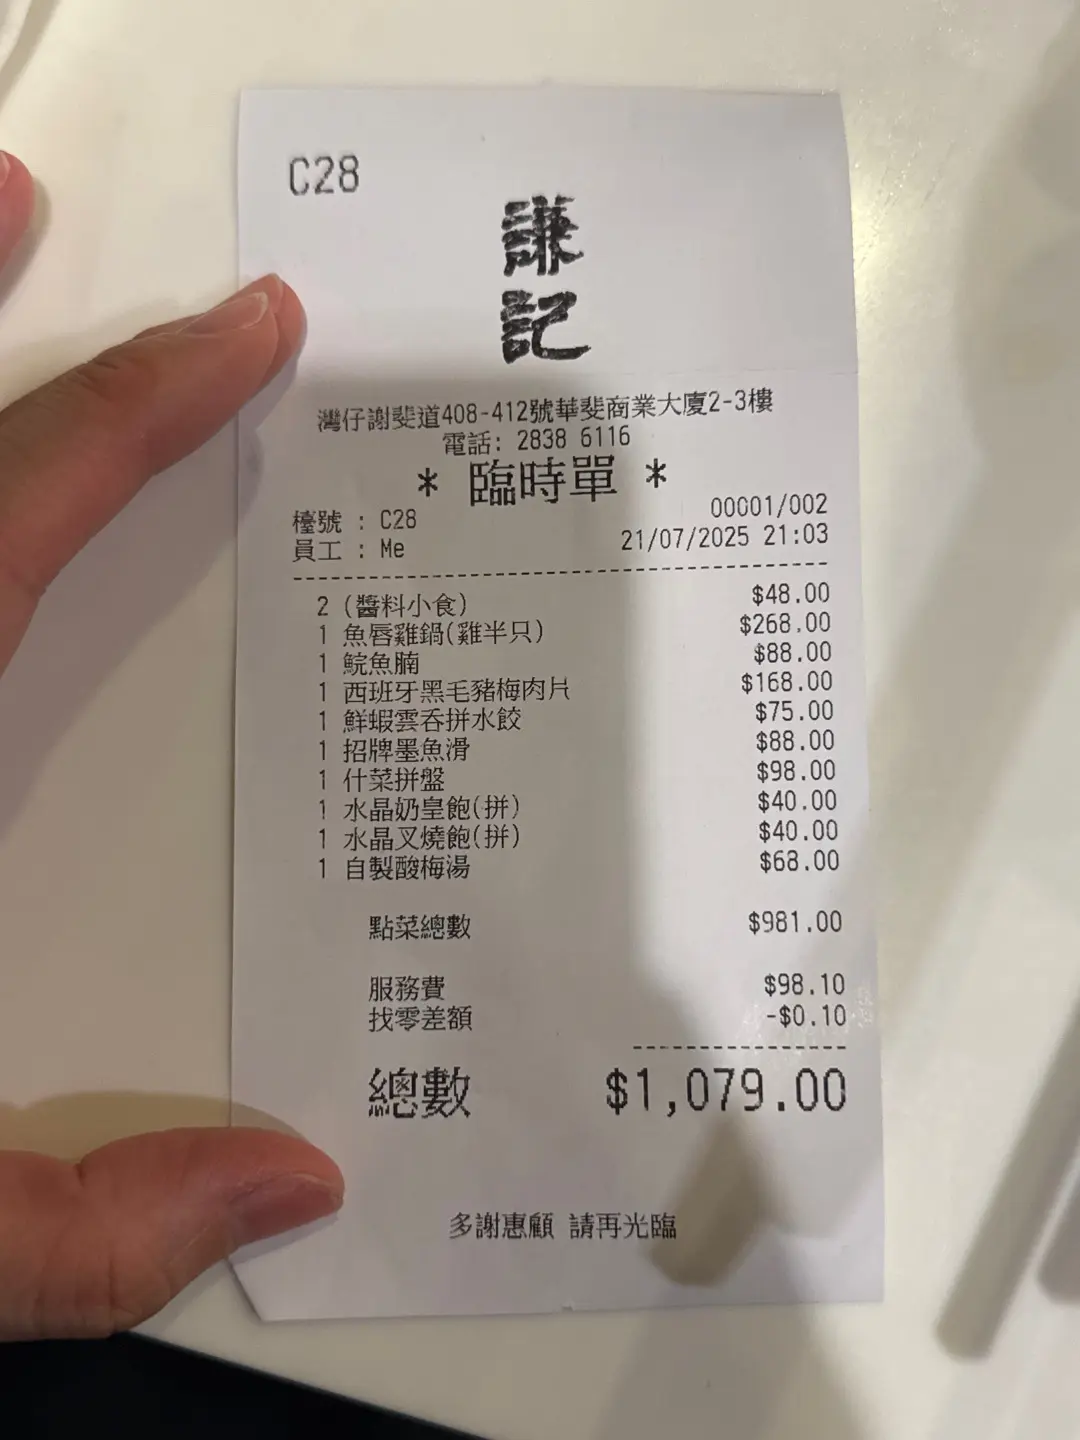 C28
謙
記
灣仔謝斐道408-412號華斐商業大廈2-3樓
電話: 2838 6116
* 臨時單 *
00001/002
檯號 : C28
員工 : Me 21/07/2025 21:03
2 (醬料小食) $48.00
1 魚唇雞鍋(雞半只) $268.00
1 鯇魚腩 $88.00
1 西班牙黑毛豬梅肉片 $168.00
1 鮮蝦雲吞拼水餃 $75.00
1 招牌墨魚滑 $88.00
1 什菜拼盤 $98.00
1 水晶奶皇飽(拼) $40.00
1 水晶叉燒飽(拼) $40.00
1 自製酸梅湯 $68.00
點菜總數 $981.00
服務費 $98.10
找零差額 -$0.10
總數 $1,079.00
多謝惠顧 請再光臨